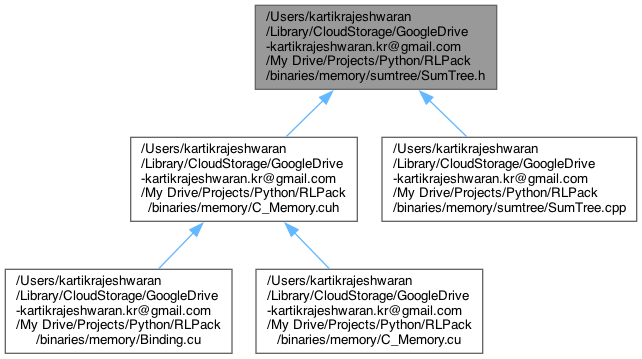 /Users/kartikrajeshwaran
/Library/CloudStorage/GoogleDrive
-kartikrajeshwaran.kr@gmail.com
/My Drive/Projects/Python/RLPack
/binaries/memory/sumtree/SumTree.h
/Users/kartikrajeshwaran
/Library/CloudStorage/GoogleDrive
-kartikrajeshwaran.kr@gmail.com
/My Drive/Projects/Python/RLPack
/binaries/memory/C_Memory.cuh
/Users/kartikrajeshwaran
/Library/CloudStorage/GoogleDrive
-kartikrajeshwaran.kr@gmail.com
/My Drive/Projects/Python/RLPack
/binaries/memory/sumtree/SumTree.cpp
/Users/kartikrajeshwaran
/Library/CloudStorage/GoogleDrive
-kartikrajeshwaran.kr@gmail.com
/My Drive/Projects/Python/RLPack
/binaries/memory/Binding.cu
/Users/kartikrajeshwaran
/Library/CloudStorage/GoogleDrive
-kartikrajeshwaran.kr@gmail.com
/My Drive/Projects/Python/RLPack
/binaries/memory/C_Memory.cu